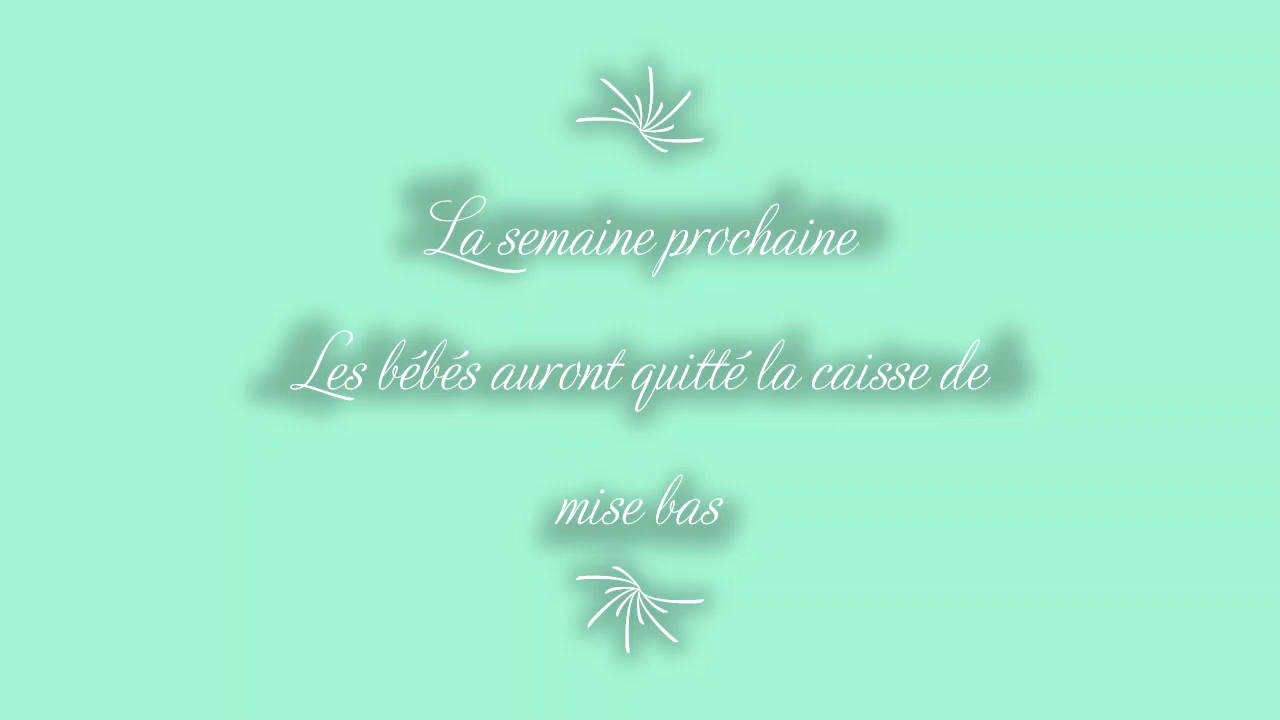 La semaine prochaine
Les bébés auront quitté la caisse de
mise bas